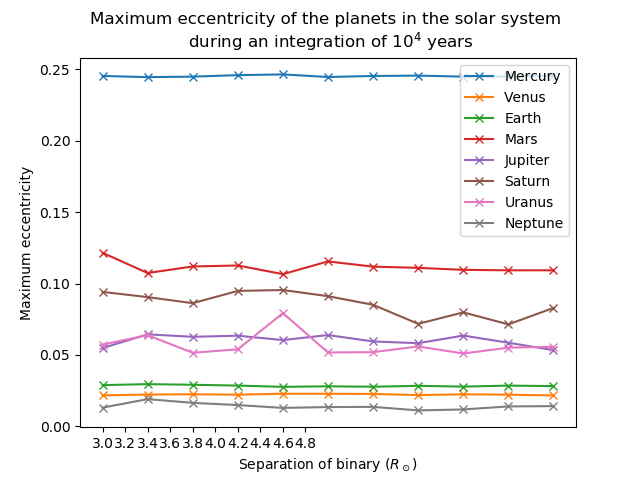 Maximum eccentricity of the planets in the solar system
during an integration of 10⁴ years
Maximum eccentricity
0.25
0.20
0.15
0.10
0.05
0.00
3.0 3.2 3.4 3.6 3.8 4.0 4.2 4.4 4.6 4.8
Separation of binary (R⊙)
Mercury
Venus
Earth
Mars
Jupiter
Saturn
Uranus
Neptune